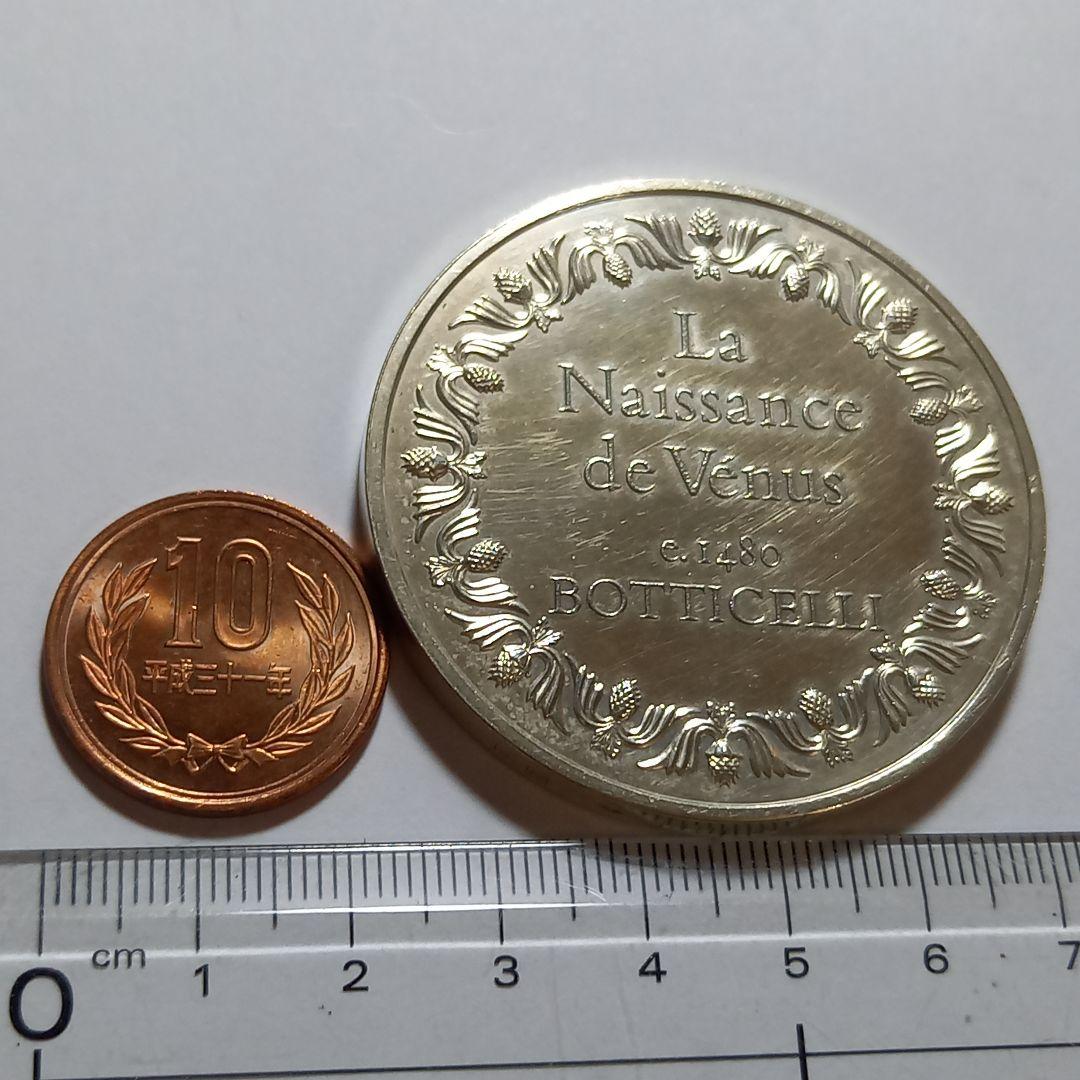 La
Naissance
de Vénus
c. 1480
BOTTICELLI
10
平成三十一年
0 cm 1 2 3 4 5 6 7